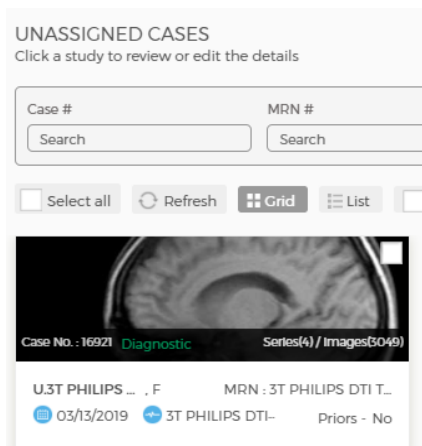 UNASSIGNED CASES
Click a study to review or edit the details
Case # MRN #
Search Search
Select all Refresh Grid List
Case No. : 16921 Diagnostic Series(4) / Images(3049)
U.3T PHILIPS ... , F MRN : 3T PHILIPS DTI T...
03/13/2019 3T PHILIPS DTI- Priors - No